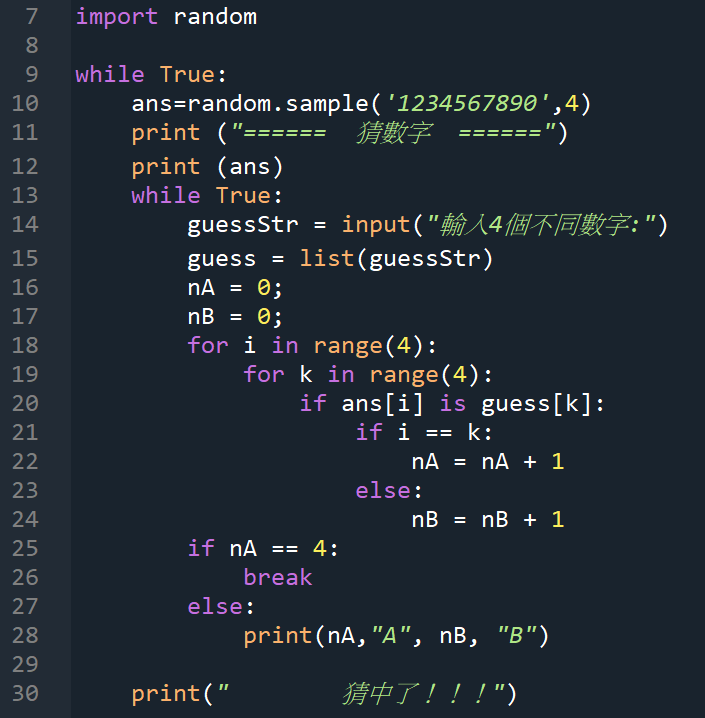 7 import random
8
9 while True:
10     ans=random.sample('1234567890',4)
11     print ("======  猜數字  ======")
12     print (ans)
13     while True:
14         guessStr = input("輸入4個不同數字:")
15         guess = list(guessStr)
16         nA = 0;
17         nB = 0;
18         for i in range(4):
19             for k in range(4):
20                 if ans[i] is guess[k]:
21                     if i == k:
22                         nA = nA + 1
23                     else:
24                         nB = nB + 1
25         if nA == 4:
26             break
27         else:
28             print(nA,"A", nB, "B")
29
30     print("        猜中了！！！")